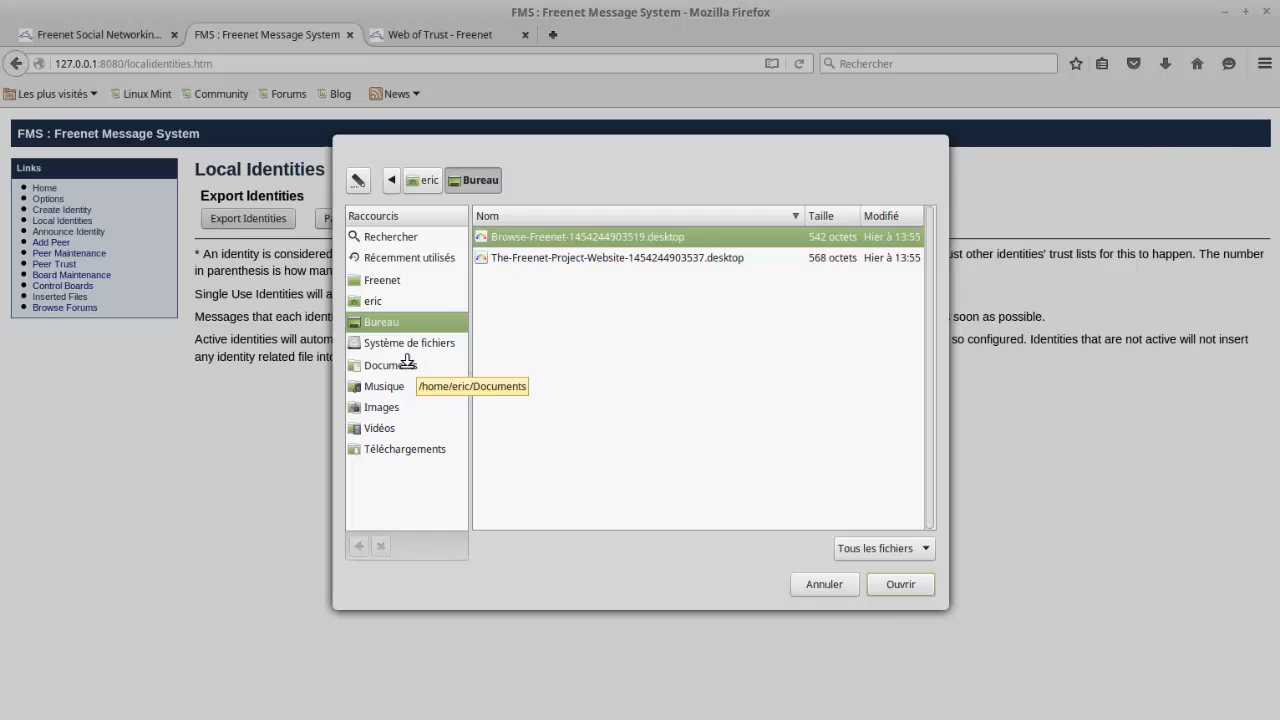 FMS : Freenet Message System - Mozilla Firefox
Freenet Social Networkin...
FMS : Freenet Message System
Web of Trust - Freenet
127.0.0.1:8080/localidentities.htm
Rechercher
Les plus visités
Linux Mint
Community
Forums
Blog
News
FMS : Freenet Message System
Links
Home
Options
Create Identity
Local Identities
Announce Identity
Add Peer
Peer Maintenance
Peer Trust
Board Maintenance
Control Boards
Inserted Files
Browse Forums
Local Identities
Export Identities
Export Identities
* An identity is considered
ust other identities' trust lists for this to happen. The number
in parenthesis is how man
Single Use Identities will a
Messages that each identi
soon as possible.
Active identities will autom
so configured. Identities that are not active will not insert
any identity related file into
eric
Bureau
Raccourcis
Rechercher
Récemment utilisés
Freenet
eric
Bureau
Système de fichiers
Documents
Musique
Images
Vidéos
Téléchargements
/home/eric/Documents
Nom Taille Modifié
Browse-Freenet-1454244903519.desktop 542 octets Hier à 13:55
The-Freenet-Project-Website-1454244903537.desktop 568 octets Hier à 13:55
Tous les fichiers
Annuler
Ouvrir